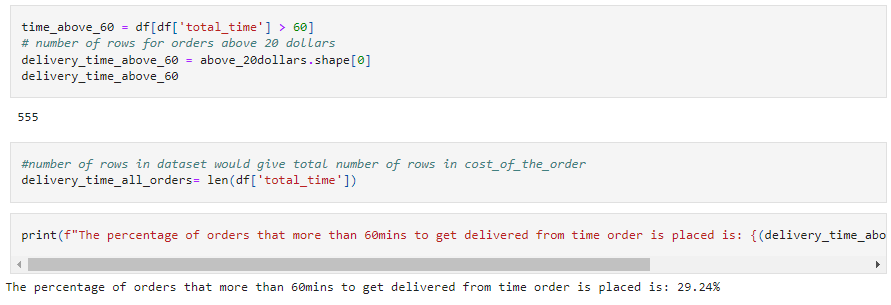 time_above_60 = df[df['total_time'] > 60]
# number of rows for orders above 20 dollars
delivery_time_above_60 = above_20dollars.shape[0]
delivery_time_above_60
555
#number of rows in dataset would give total number of rows in cost_of_the_order
delivery_time_all_orders= len(df['total_time'])
print(f"The percentage of orders that more than 60mins to get delivered from time order is placed is: {(delivery_time_abo
The percentage of orders that more than 60mins to get delivered from time order is placed is: 29.24%